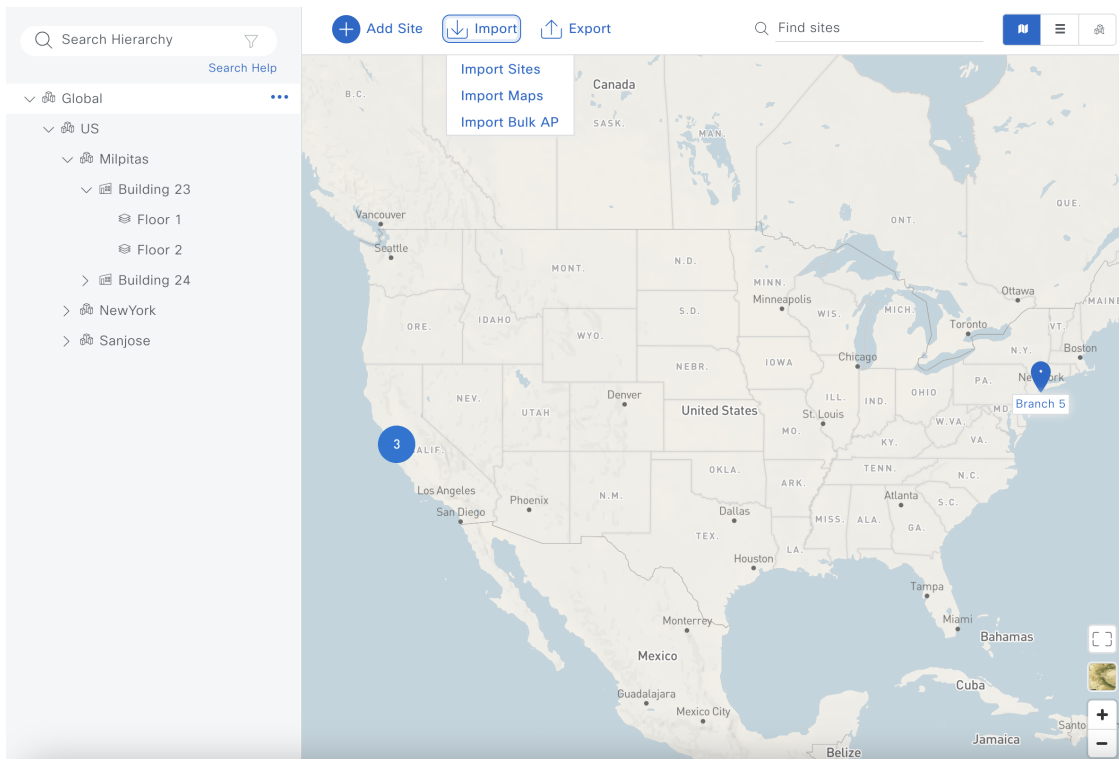 Search Hierarchy
Search Help
Global
US
Milpitas
Building 23
Floor 1
Floor 2
Building 24
NewYork
Sanjose
Add Site
Import
Export
Find sites
Import Sites
Import Maps
Import Bulk AP
B.C.
Canada
SASK.
MAN.
ONT.
QUE.
Vancouver
Seattle
MONT.
N.D.
MINN.
Minneapolis
Ottawa
MAINE
ORE.
IDAHO
S.D.
WIS.
MICH.
Toronto
VT.
WYO.
N.Y.
Boston
Chicago
IOWA
NEBR.
PA.
NEV.
UTAH
Denver
ILL.
IND.
OHIO
Branch 5
MD.
United States
St. Louis
W.VA.
MO.
KY.
VA.
3
ALIF.
OKLA.
TENN.
N.C.
Los Angeles
Phoenix
N.M.
ARK.
Atlanta
S.C.
San Diego
Dallas
MISS.
ALA.
GA.
TEX.
LA.
Houston
Tampa
Monterrey
Miami
Bahamas
Mexico
Guadalajara
Cuba
Mexico City
Santo
Jamaica
Belize